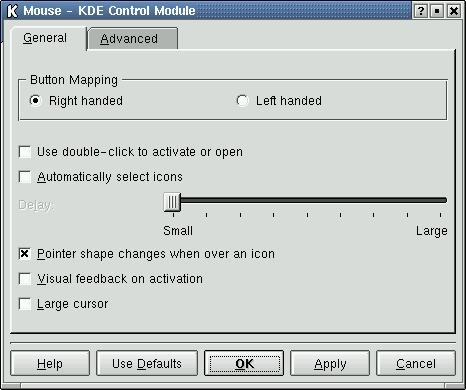 Mouse - KDE Control Module
General Advanced
Button Mapping
Right handed Left handed
Use double-click to activate or open
Automatically select icons
Delay:
Small Large
Pointer shape changes when over an icon
Visual feedback on activation
Large cursor
Help Use Defaults OK Apply Cancel